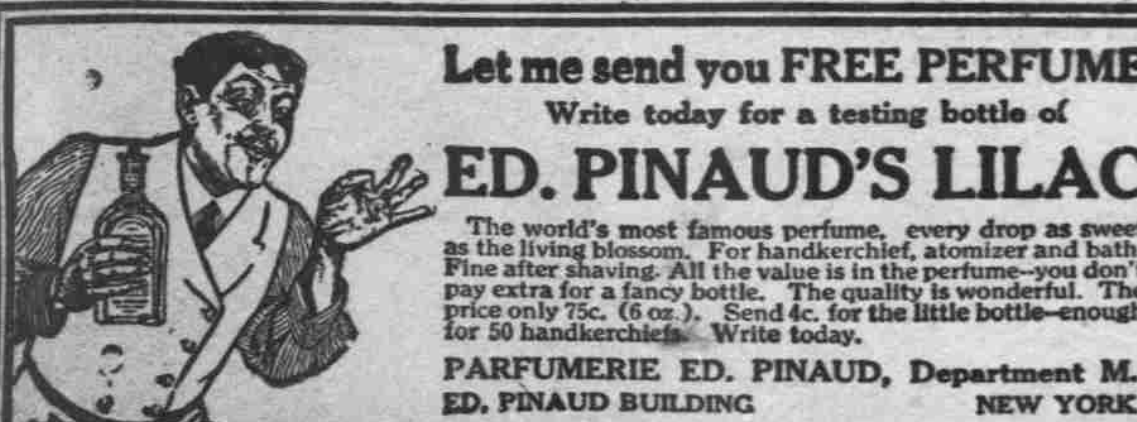 Let me send you FREE PERFUME
Write today for a testing bottle of
ED. PINAUD'S LILAC
The world's most famous perfume, every drop as sweet
as the living blossom. For handkerchief, atomizer and bath.
Fine after shaving. All the value is in the perfume--you don't
pay extra for a fancy bottle. The quality is wonderful. The
price only 75c. (6 oz.). Send 4c. for the little bottle--enough
for 50 handkerchiefs. Write today.
PARFUMERIE ED. PINAUD, Department M.
ED. PINAUD BUILDING NEW YORK